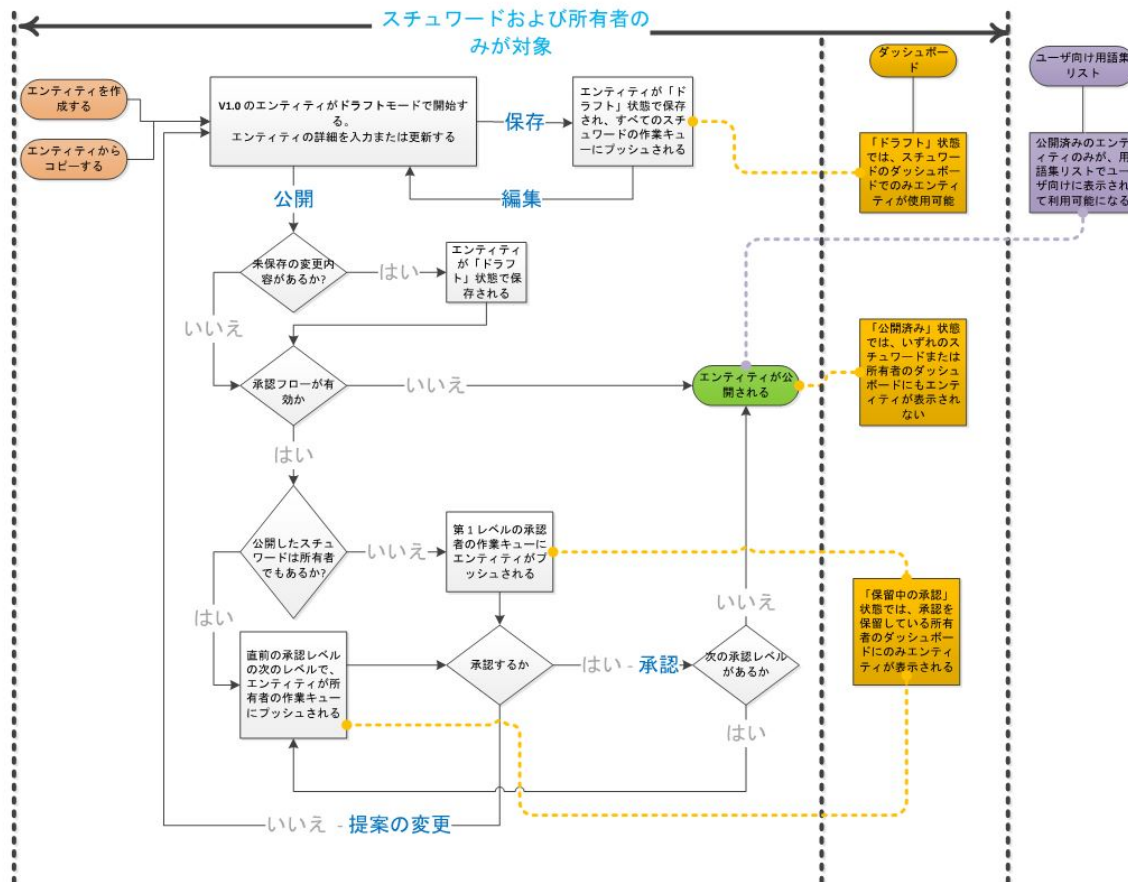 スチュワードおよび所有者の
みが対象
エンティティを作
成する
エンティティから
コピーする
V1.0 のエンティティがドラフトモードで開始す
る。
エンティティの詳細を入力または更新する
保存
エンティティが「ド
ラフト」状態で保存
され、すべてのスチ
ュワードの作業キュ
ーにプッシュされる
編集
公開
ダッシュボー
ド
「ドラフト」状態
では、スチュワー
ドのダッシュボー
ドでのみエンティ
ティが使用可能
ユーザ向け用語集
リスト
公開済みのエンテ
ィティのみが、用
語集リストでユー
ザ向けに表示され
て利用可能になる
未保存の変更内
容があるか?
はい
エンティティ
が「ドラフ
ト」状態で保
存される
いいえ
承認フローが有
効か
いいえ
エンティティが公
開される
「公開済み」状態
では、いずれのス
チュワードまたは
所有者のダッシュ
ボードにもエンテ
ィティが表示され
ない
はい
公開したスチュ
ワードは所有者
でもあるか?
いいえ
第 1 レベルの承認
者の作業キューに
エンティティがプ
ッシュされる
はい
直前の承認レベル
の次のレベルで、
エンティティが所
有者の作業キュー
にプッシュされる
承認するか
はい - 承認
次の承認レベル
があるか
いいえ
はい
「保留中の承認」
状態では、承認を
保留している所有
者のダッシュボー
ドにのみエンティ
ティが表示される
いいえ - 提案の変更